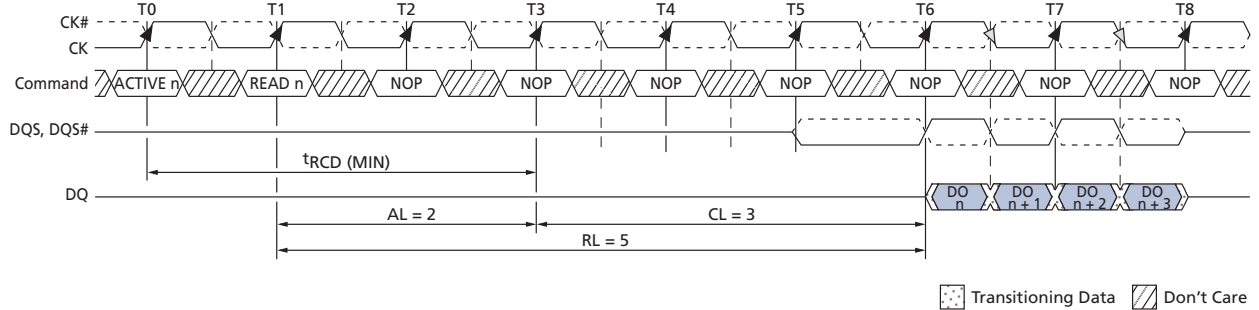 T0 T1 T2 T3 T4 T5 T6 T7 T8
CK#
CK
Command ACTIVE n READ n NOP NOP NOP NOP NOP NOP NOP
DQS, DQS#
tRCD (MIN)
DQ DO n DO n + 1 DO n + 2 DO n + 3
AL = 2 CL = 3
RL = 5
Transitioning Data Don't Care